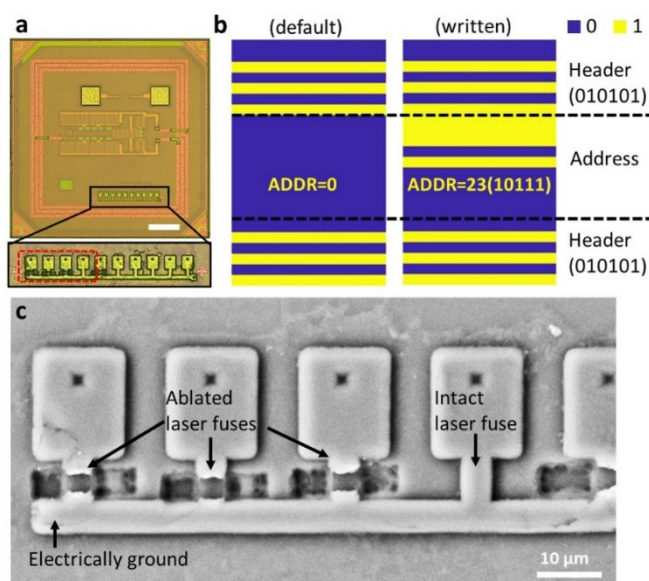 a
b
(default)
(written)
0
1
Header
(010101)
Address
ADDR=0
ADDR=23(10111)
Header
(010101)
c
Ablated
laser fuses
Intact
laser fuse
Electrically ground
10 μm